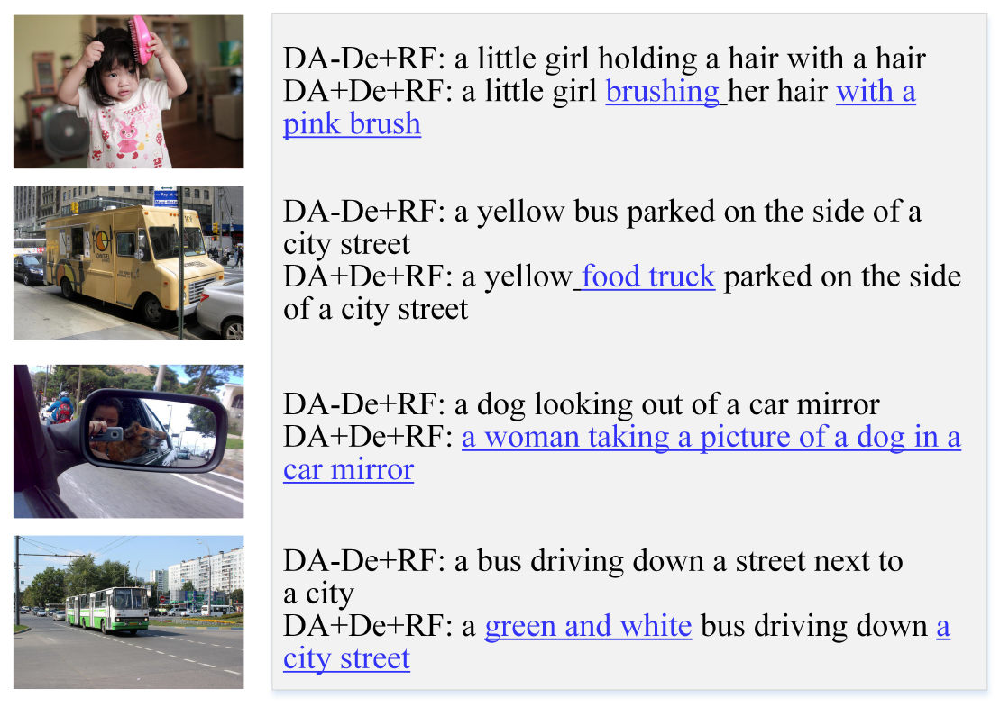 DA-De+RF: a little girl holding a hair with a hair
DA+De+RF: a little girl brushing her hair with a
pink brush
DA-De+RF: a yellow bus parked on the side of a
city street
DA+De+RF: a yellow food truck parked on the side
of a city street
DA-De+RF: a dog looking out of a car mirror
DA+De+RF: a woman taking a picture of a dog in a
car mirror
DA-De+RF: a bus driving down a street next to
a city
DA+De+RF: a green and white bus driving down a
city street